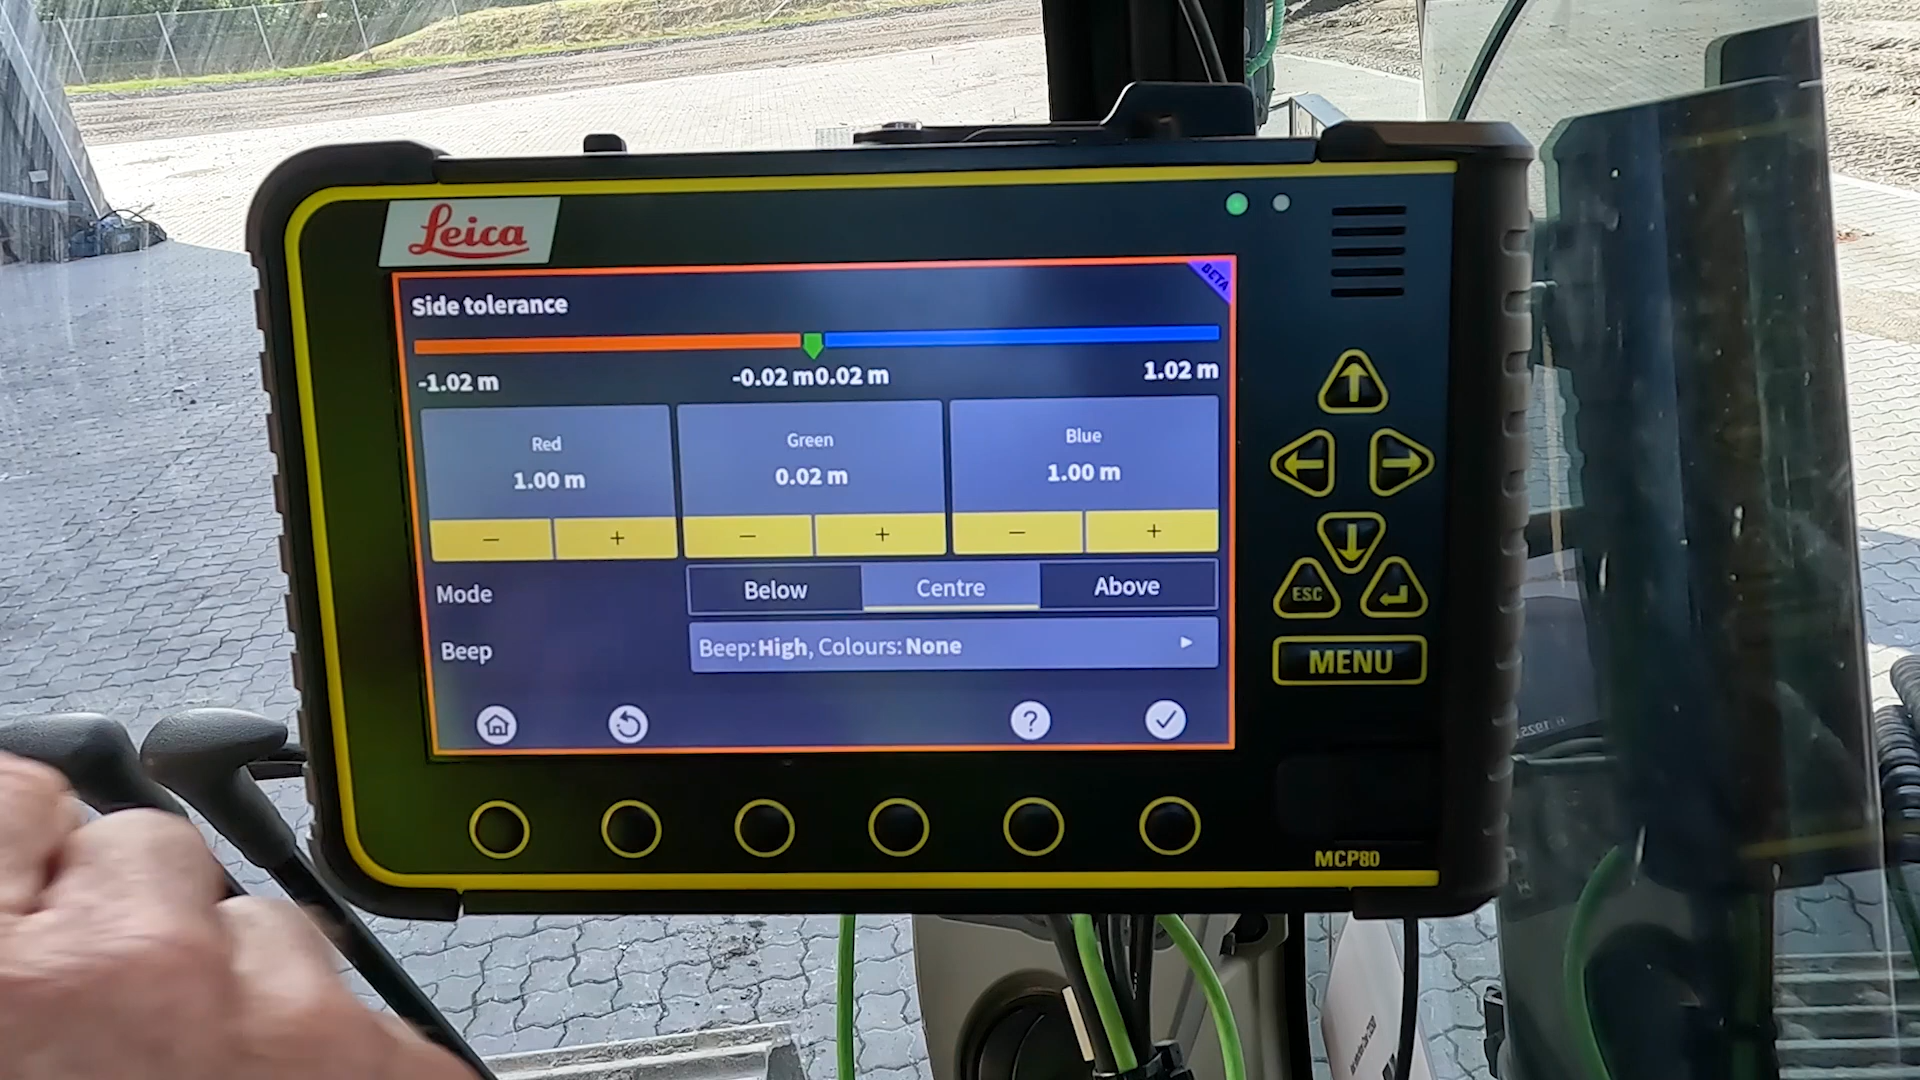 Leica
BETA
Side tolerance
-1.02 m
-0.02 m 0.02 m
1.02 m
Red
1.00 m
Green
0.02 m
Blue
1.00 m
− +
− +
− +
Mode
Below
Centre
Above
Beep
Beep: High, Colours: None
?
ESC
MENU
MCP80